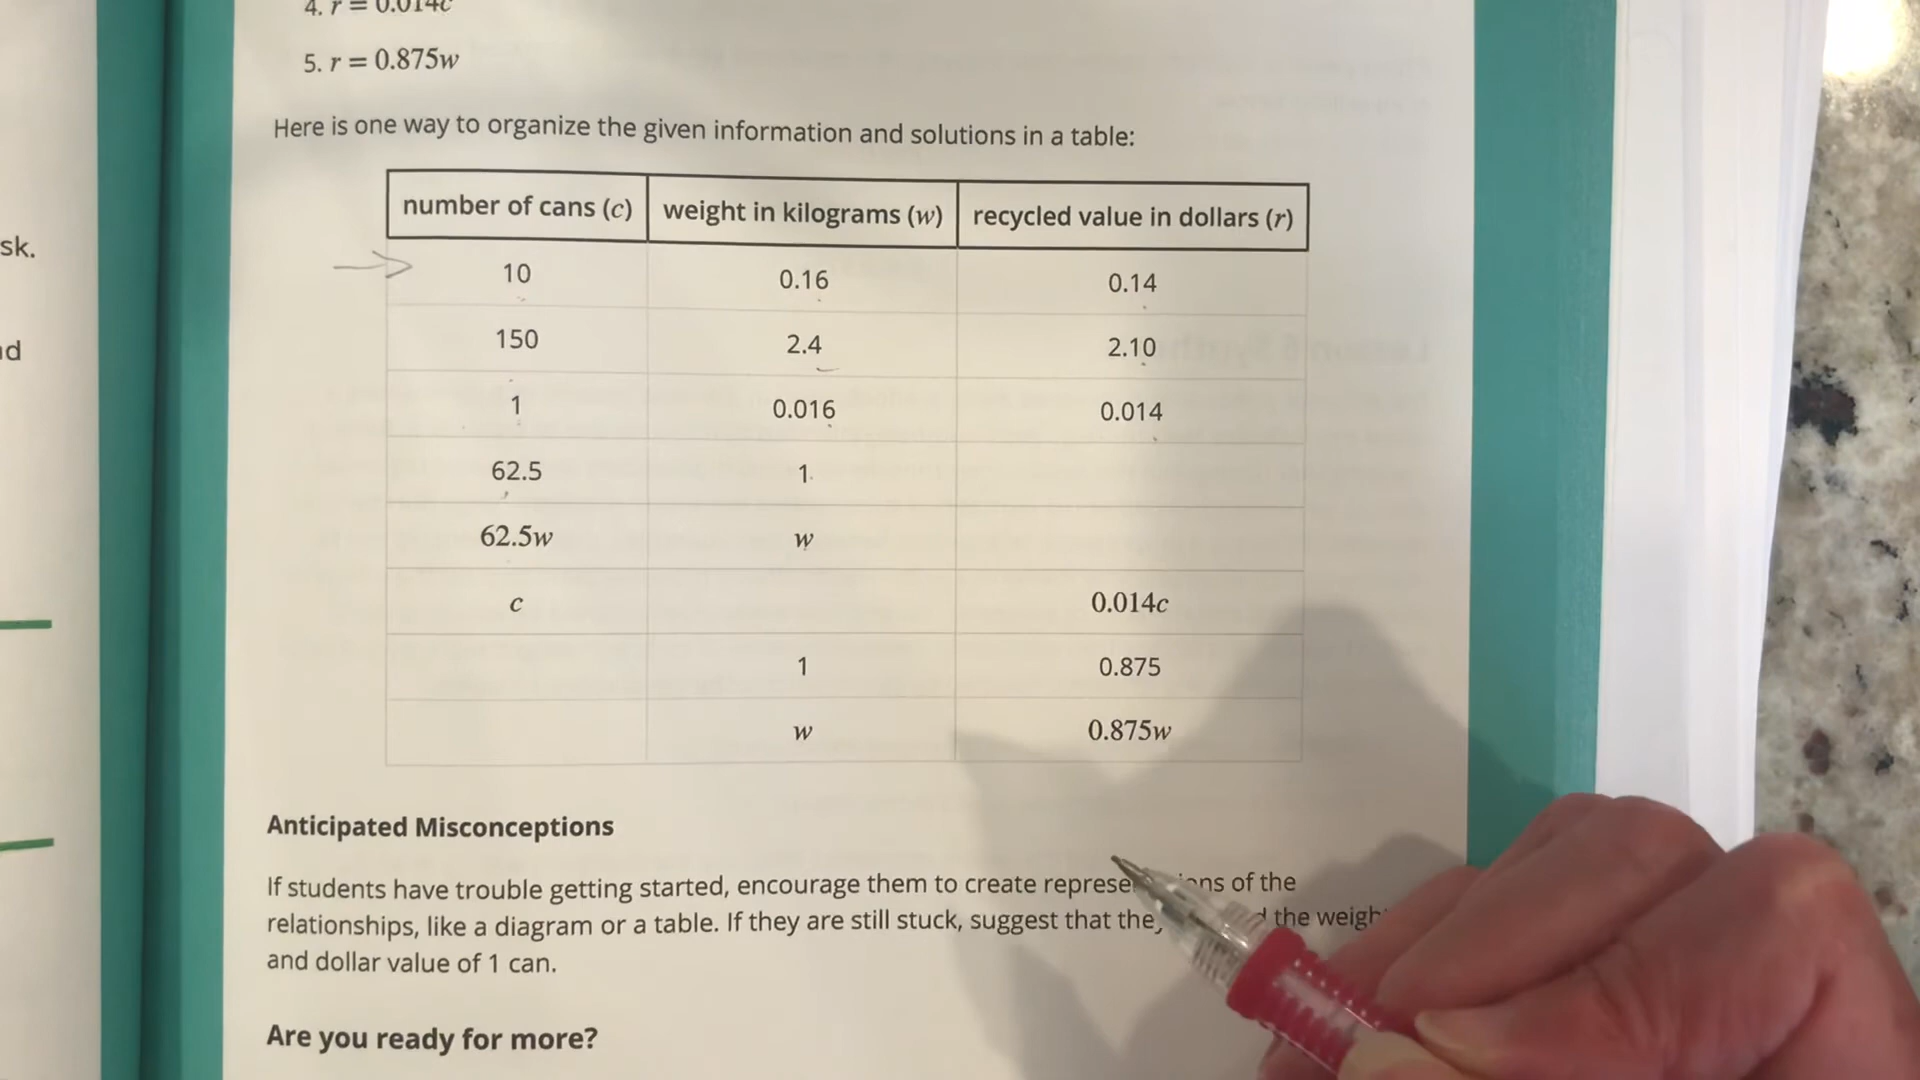 4. r = 0.014c
5. r = 0.875w
sk.
Here is one way to organize the given information and solutions in a table:
number of cans (c) weight in kilograms (w) recycled value in dollars (r)
10 0.16 0.14
150 2.4 2.10
1 0.016 0.014
62.5 1
62.5w w
c 0.014c
1 0.875
w 0.875w
Anticipated Misconceptions
If students have trouble getting started, encourage them to create of the
relationships, like a diagram or a table. If they are still stuck, suggest that the
and dollar value of 1 can.
Are you ready for more?